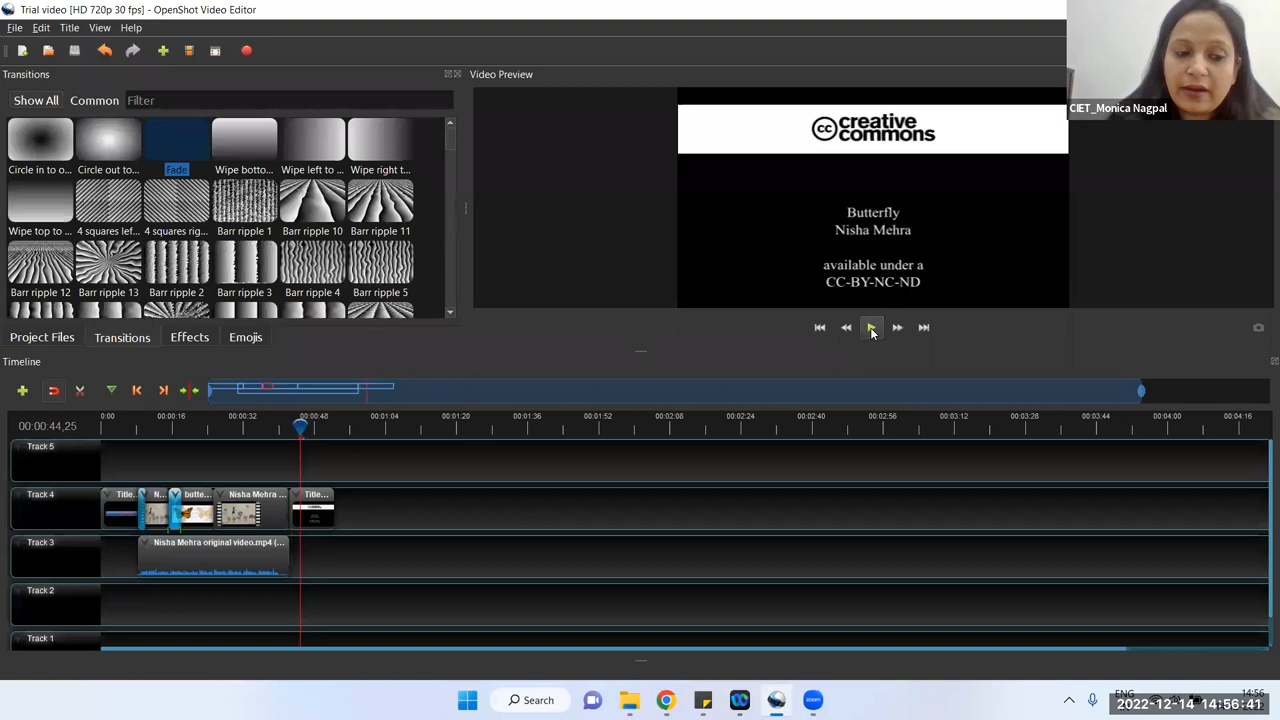 Trial video [HD 720p 30 fps] - OpenShot Video Editor
File Edit Title View Help
Transitions
Video Preview
Show All Common Filter
CIET_Monica Nagpal
creative commons
cc
Circle in to o... Circle out to... Fade Wipe botto... Wipe left to ... Wipe right t...
Wipe top to ... 4 squares lef... 4 squares rig... Barr ripple 1 Barr ripple 10 Barr ripple 11
Barr ripple 12 Barr ripple 13 Barr ripple 2 Barr ripple 3 Barr ripple 4 Barr ripple 5
Butterfly
Nisha Mehra
available under a
CC-BY-NC-ND
Project Files Transitions Effects Emojis
Timeline
00:00:44,25
0:00 00:00:16 00:00:32 00:00:48 00:01:04 00:01:20 00:01:36 00:01:52 00:02:08 00:02:24 00:02:40 00:02:56 00:03:12 00:03:28 00:03:44 00:04:00 00:04:16
Track 5
Track 4
Title... N... butte... Nisha Mehra ... Title...
Track 3
Nisha Mehra original video.mp4 (...
Track 2
Track 1
Search
ENG
14:56
2022-12-14 14:56:41